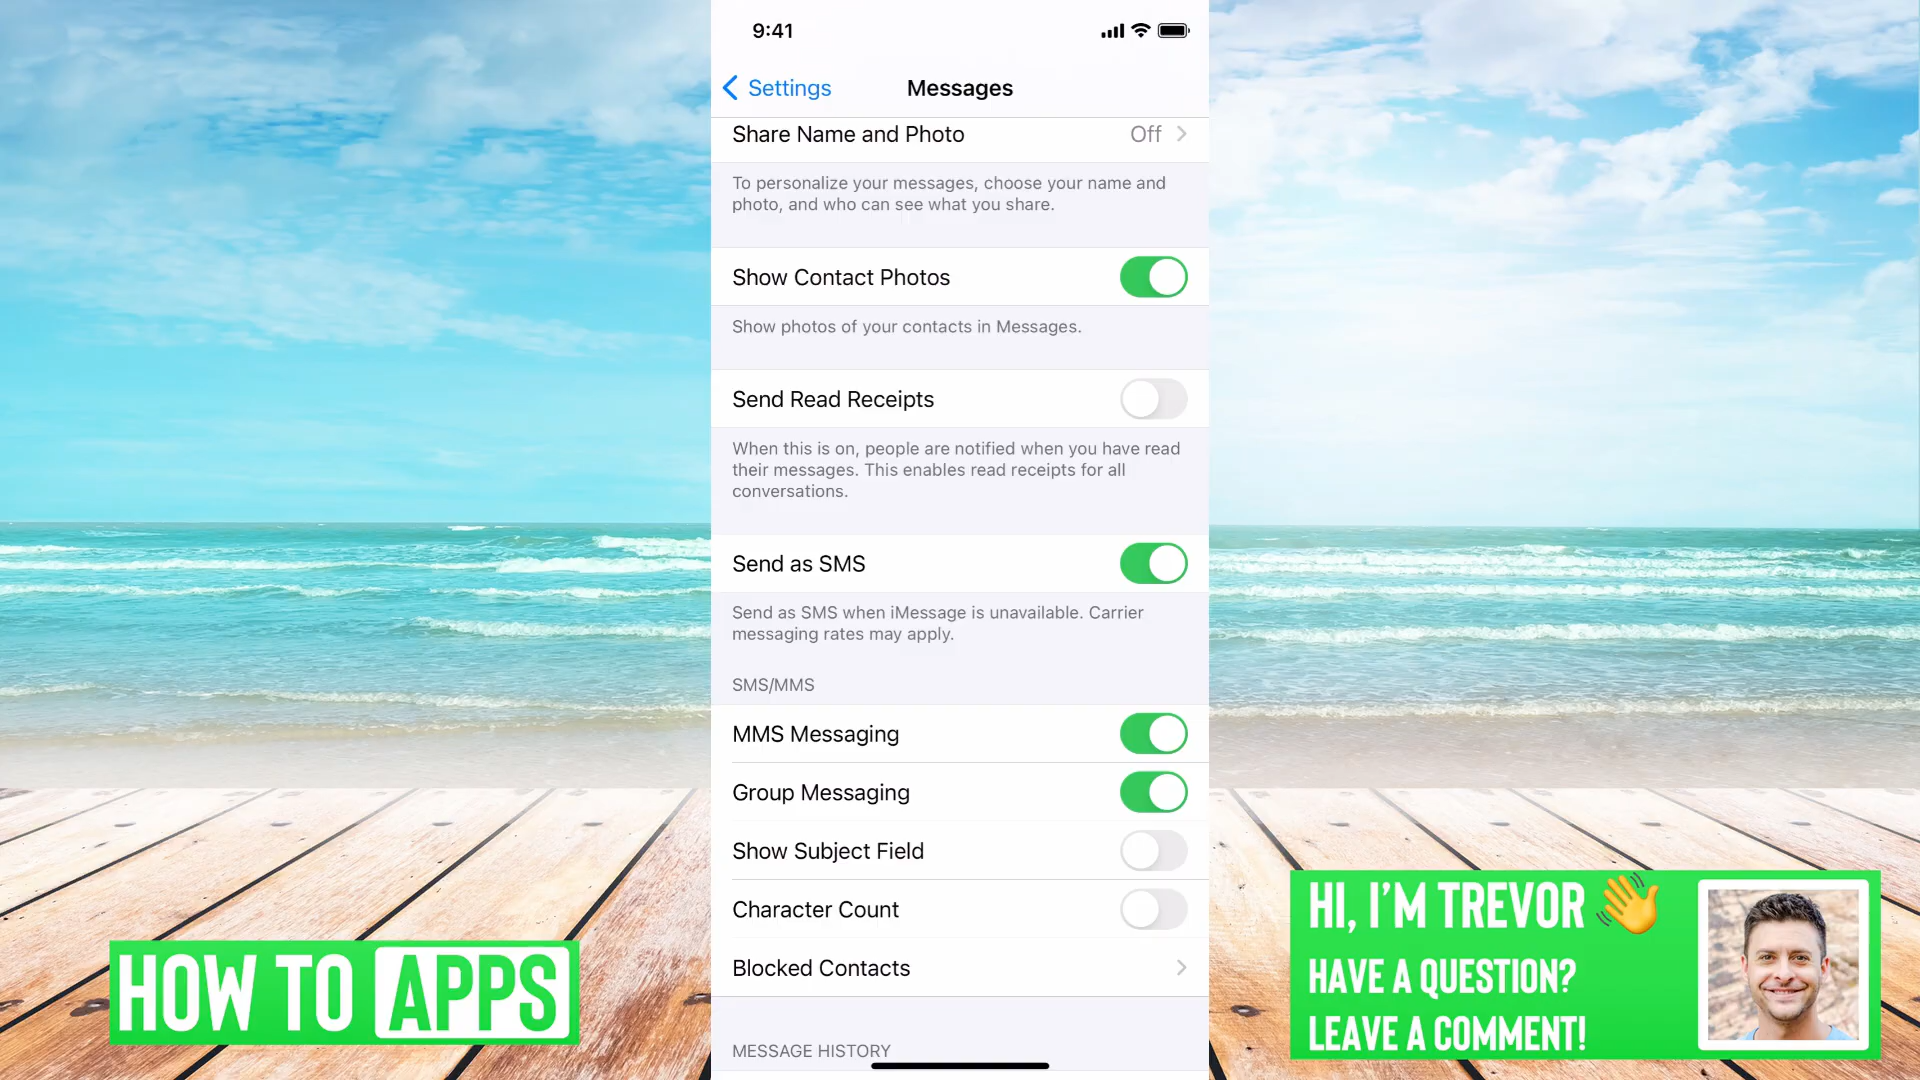 9:41
Settings
Messages
Share Name and Photo
Off
To personalize your messages, choose your name and
photo, and who can see what you share.
Show Contact Photos
Show photos of your contacts in Messages.
Send Read Receipts
When this is on, people are notified when you have read
their messages. This enables read receipts for all
conversations.
Send as SMS
Send as SMS when iMessage is unavailable. Carrier
messaging rates may apply.
SMS/MMS
MMS Messaging
Group Messaging
Show Subject Field
Character Count
Blocked Contacts
MESSAGE HISTORY
HOW TO APPS
HI, I'M TREVOR
HAVE A QUESTION?
LEAVE A COMMENT!